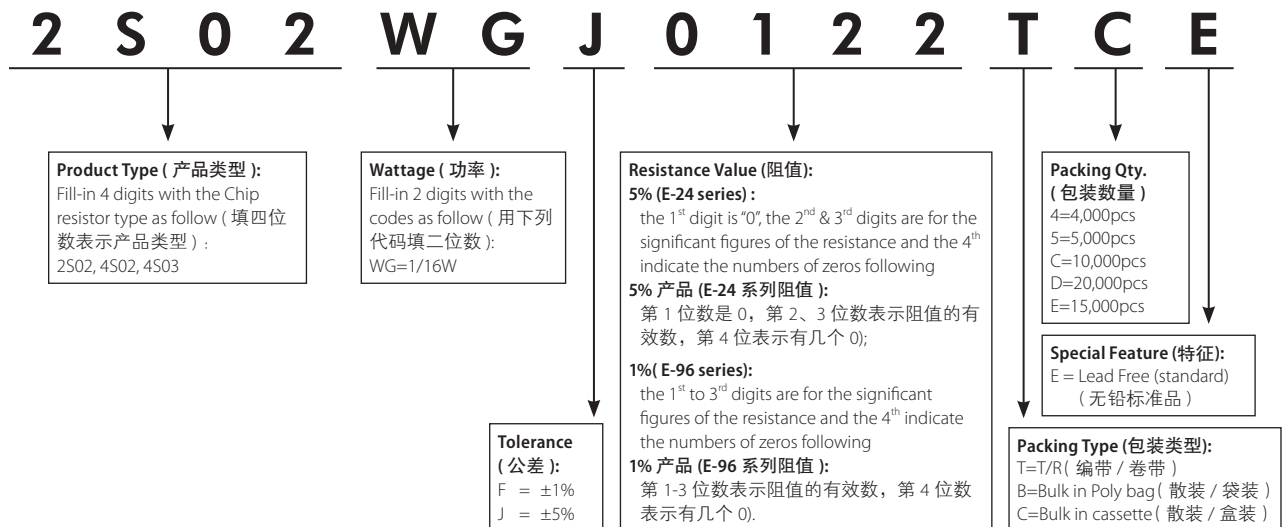 2 S 0 2 W G J 0 1 2 2 T C E
Product Type ( 产品类型 ):
Fill-in 4 digits with the Chip
resistor type as follow ( 填四位
数表示产品类型 ) :
2S02, 4S02, 4S03
Wattage ( 功率 ):
Fill-in 2 digits with the
codes as follow ( 用下列
代码填二位数 ):
WG=1/16W
Tolerance
( 公差 ):
F = ±1%
J = ±5%
Resistance Value (阻值):
5% (E-24 series) :
the 1st digit is "0", the 2nd & 3rd digits are for the
significant figures of the resistance and the 4th
indicate the numbers of zeros following
5% 产品 (E-24 系列阻值 ):
第 1 位数是 0，第 2、3 位数表示阻值的有
效数，第 4 位表示有几个 0);
1%( E-96 series):
the 1st to 3rd digits are for the significant
figures of the resistance and the 4th indicate
the numbers of zeros following
1% 产品 (E-96 系列阻值 ):
第 1-3 位数表示阻值的有效数，第 4 位数
表示有几个 0).
Packing Qty.
( 包装数量 )
4=4,000pcs
5=5,000pcs
C=10,000pcs
D=20,000pcs
E=15,000pcs
Special Feature (特征):
E = Lead Free (standard)
( 无铅标准品 )
Packing Type (包装类型):
T=T/R( 编带 / 卷带 )
B=Bulk in Poly bag( 散装 / 袋装 )
C=Bulk in cassette( 散装 / 盒装 )